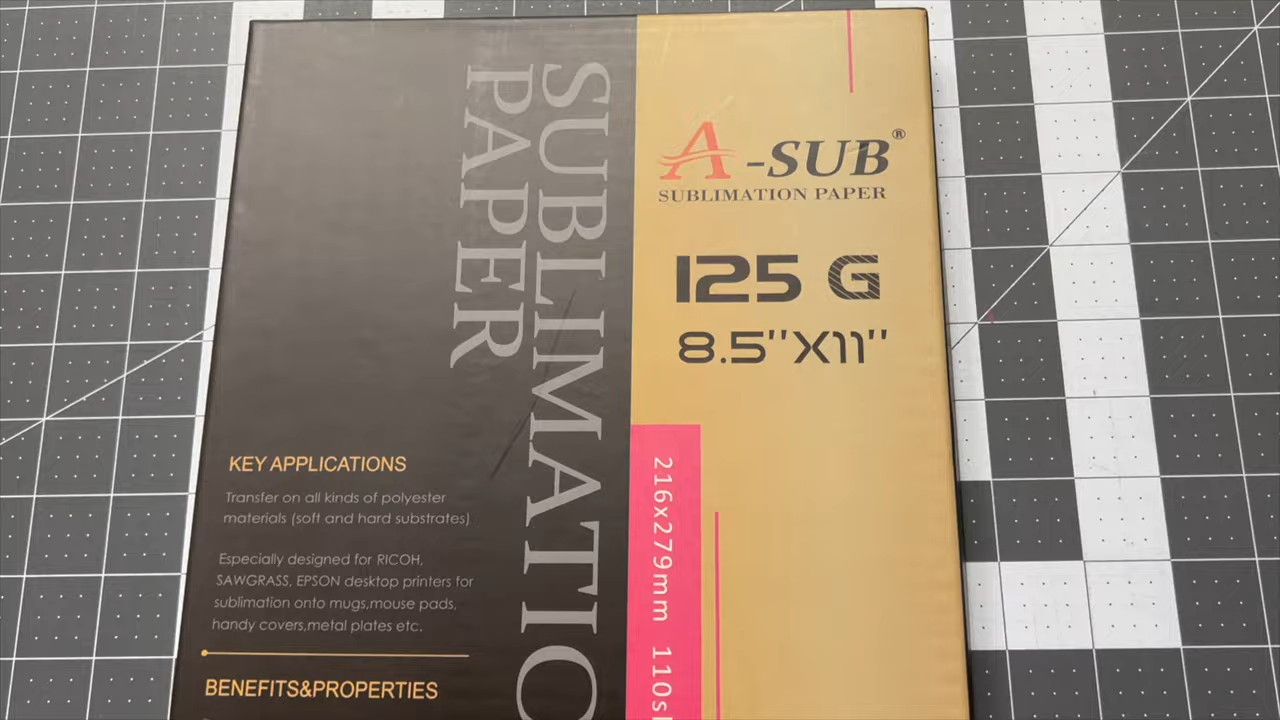 SUBLIMATIO
PAPER
A-SUB®
SUBLIMATION PAPER
125 G
8.5"X11"
216x279mm 110s
KEY APPLICATIONS
Transfer on all kinds of polyester
materials (soft and hard substrates)
Especially designed for RICOH,
SAWGRASS, EPSON desktop printers for
sublimation onto mugs,mouse pads,
handy covers,metal plates etc.
BENEFITS&PROPERTIES